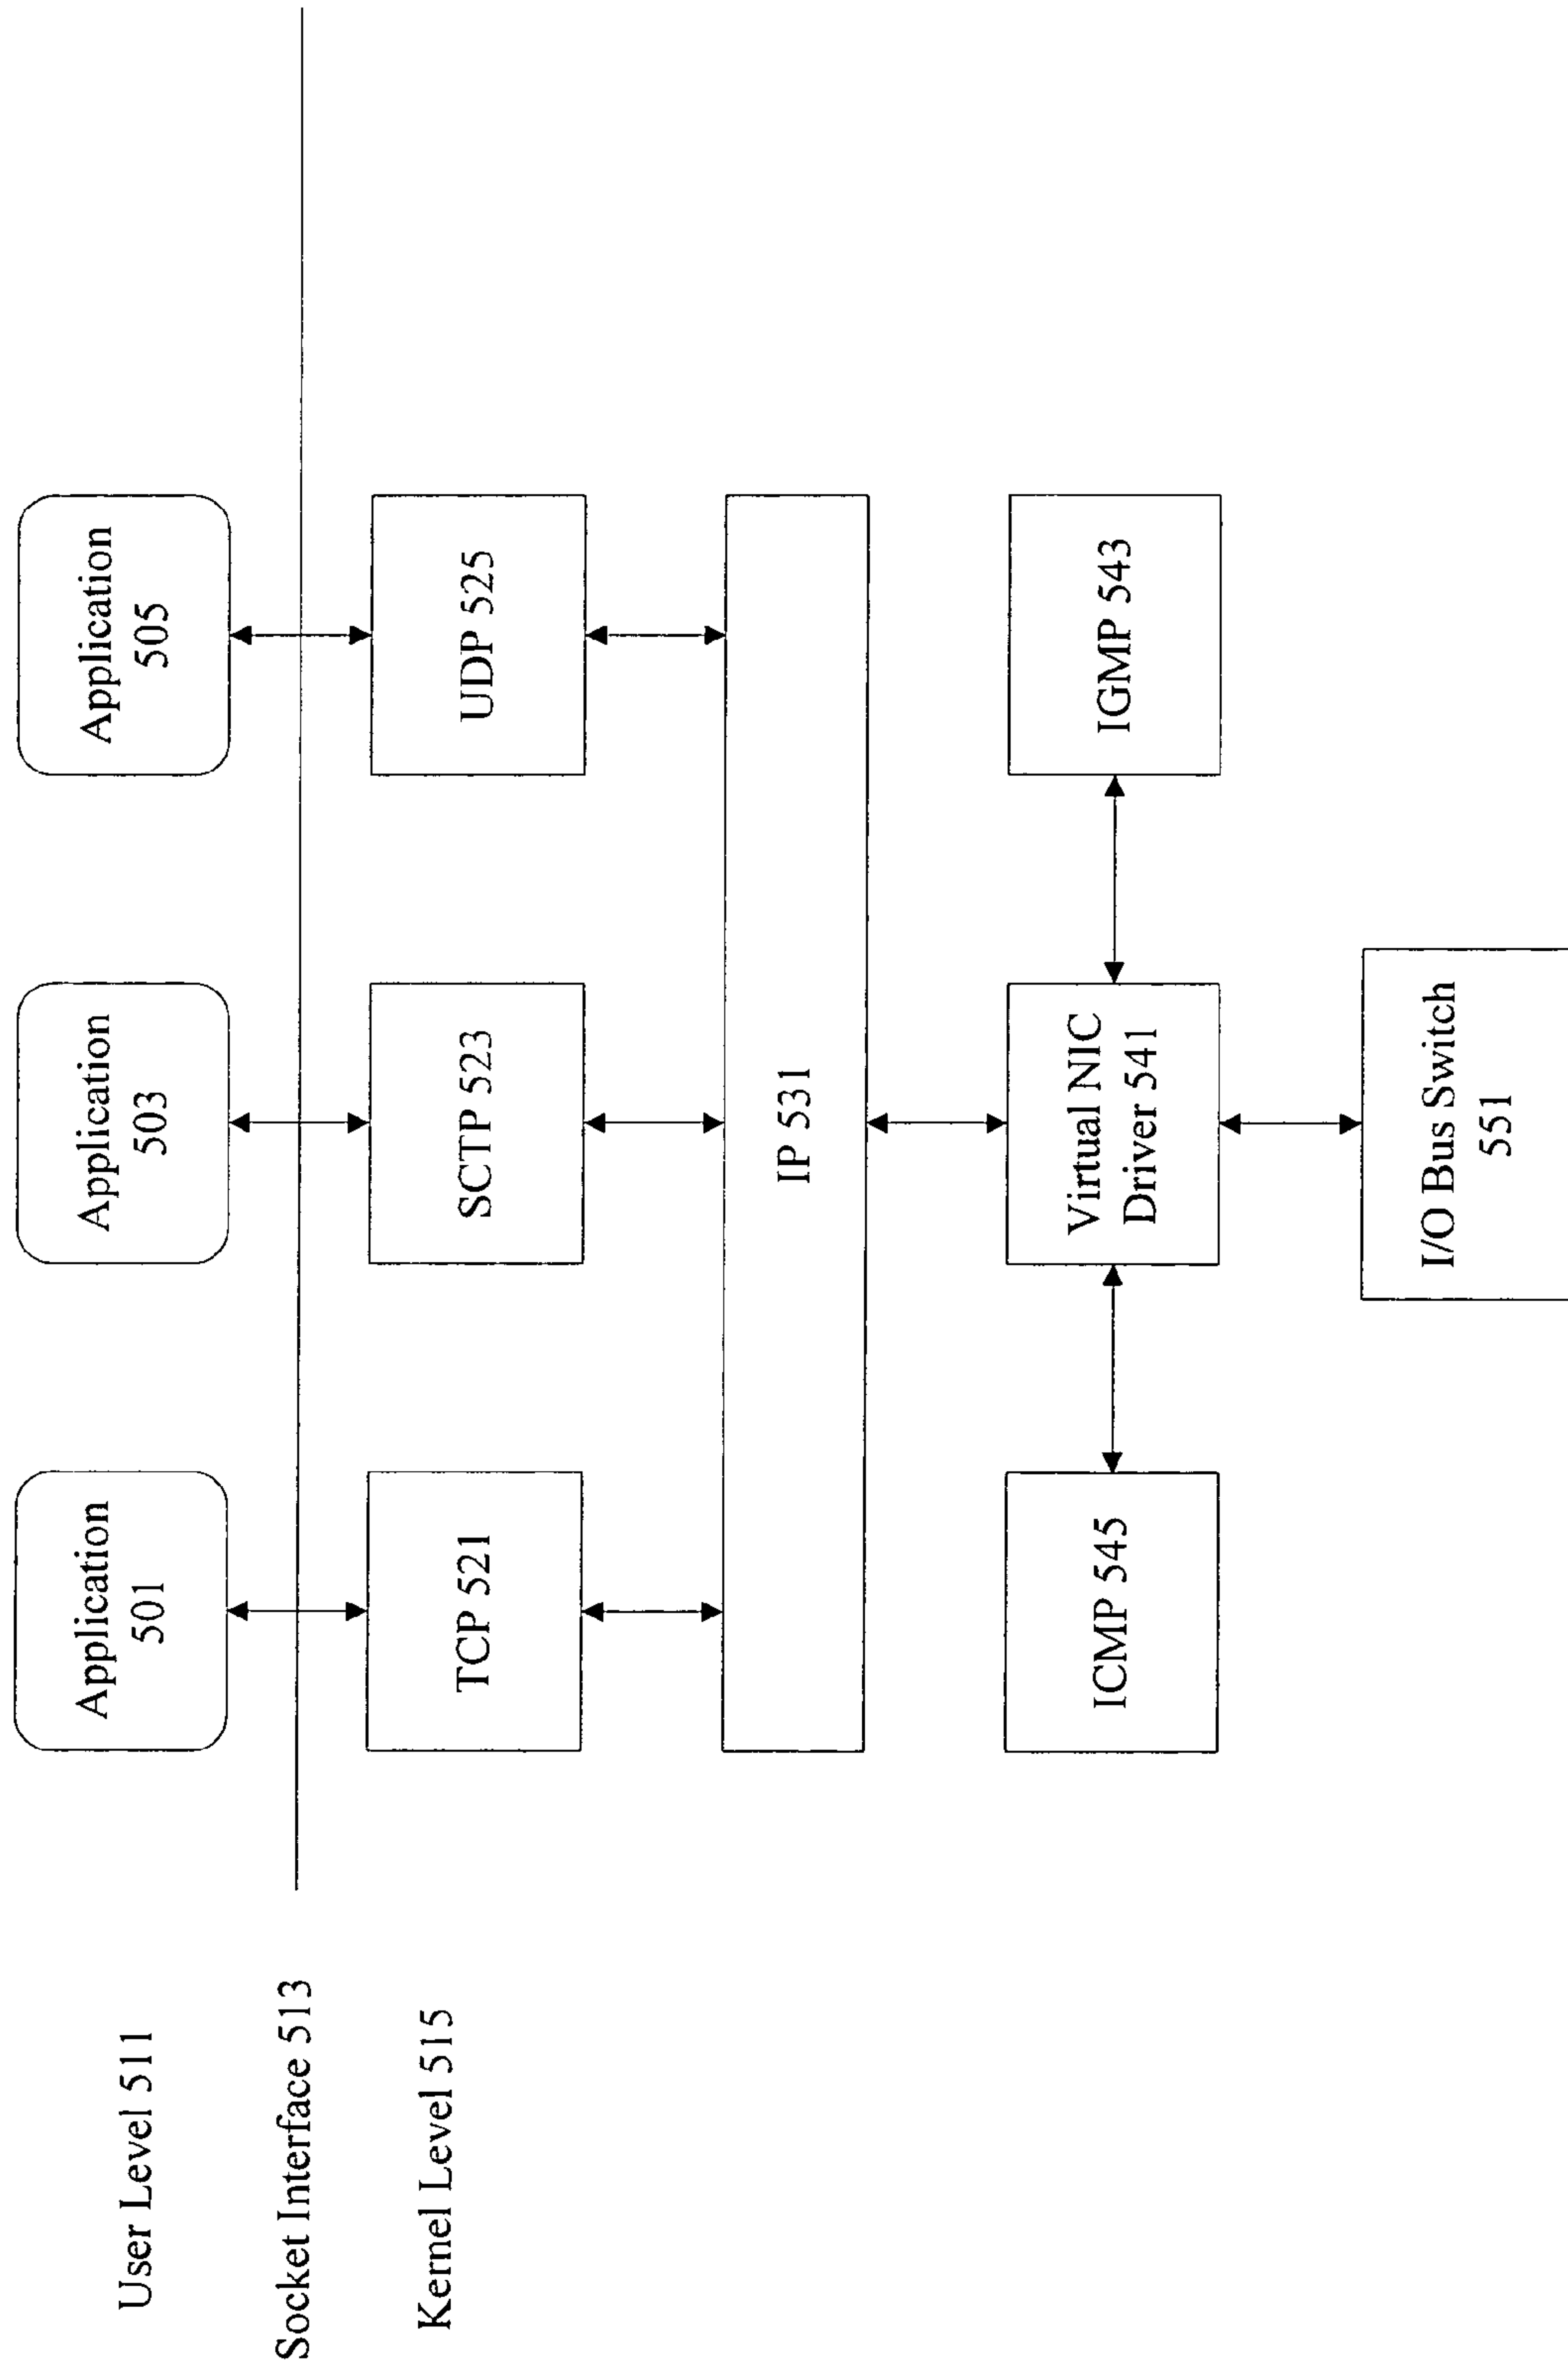 User Level 511
Application
501
Application
503
Application
505
Socket Interface 513
Kernel Level 515
TCP 521
SCTP 523
UDP 525
IP 531
ICMP 545
Virtual NIC
Driver 541
IGMP 543
I/O Bus Switch
551